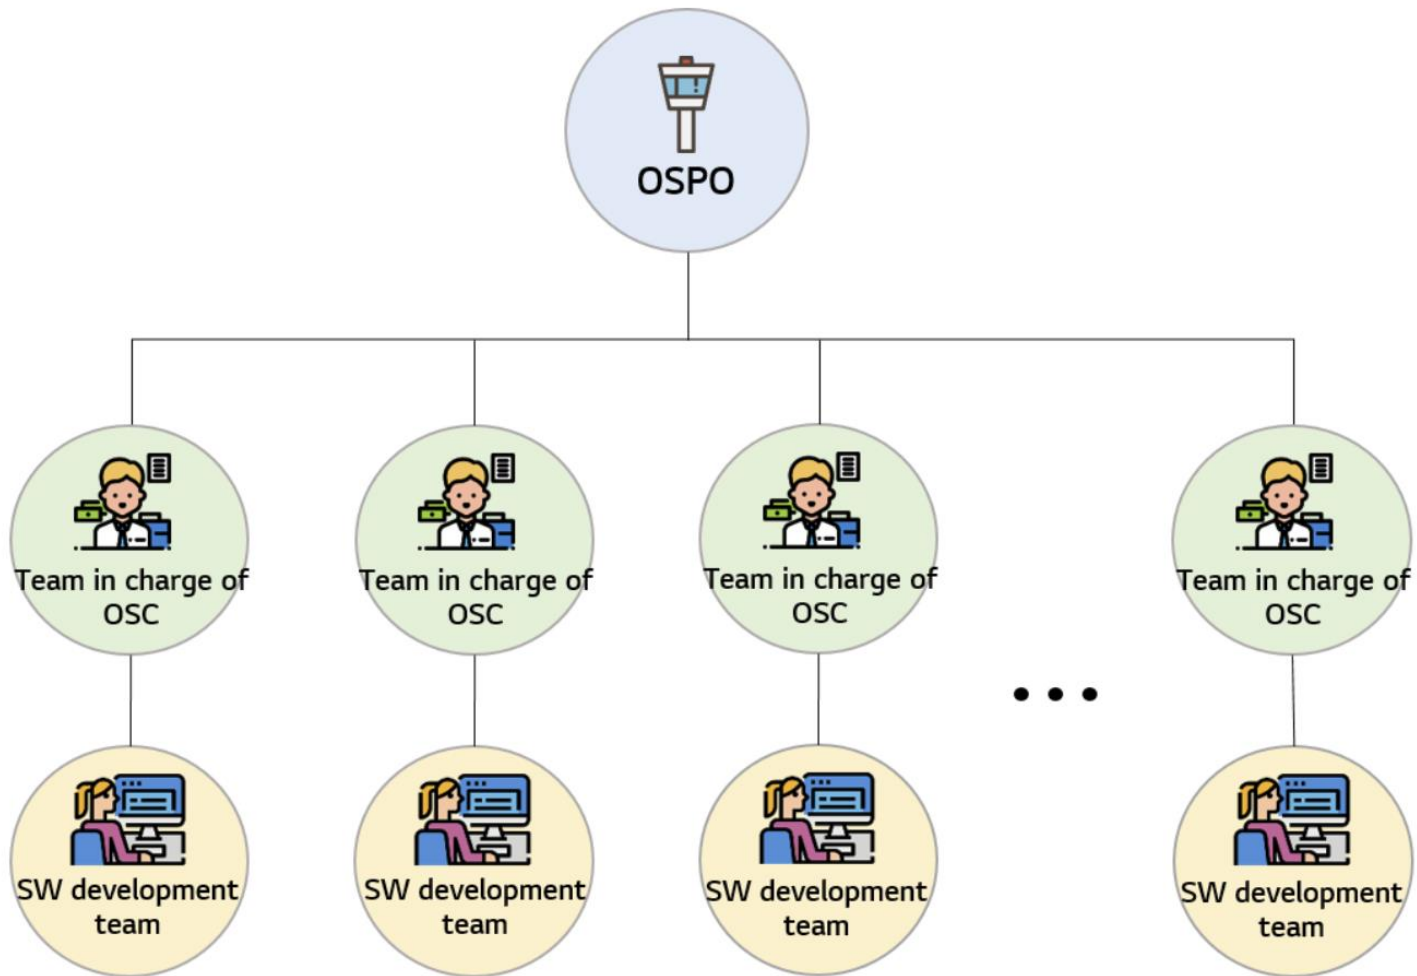 OSPO
Team in charge of
OSC
Team in charge of
OSC
Team in charge of
OSC
Team in charge of
OSC
SW development
team
SW development
team
SW development
team
SW development
team